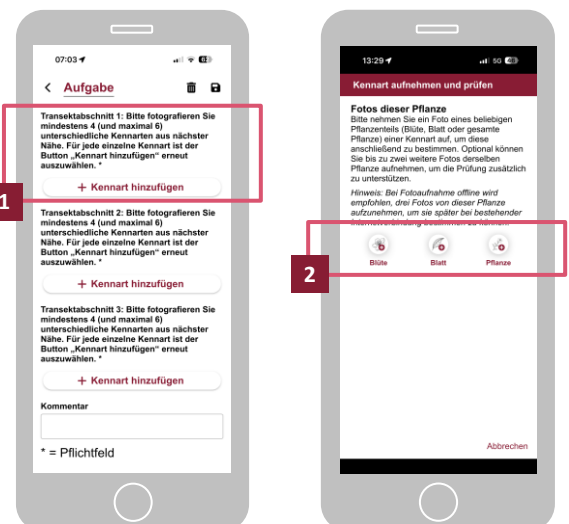 07:03
Aufgabe
Transektabschnitt 1: Bitte fotografieren Sie
mindestens 4 (und maximal 6)
unterschiedliche Kennarten aus nächster
Nähe. Für jede einzelne Kennart ist der
Button „Kennart hinzufügen" erneut
auszuwählen. *
+ Kennart hinzufügen
1
Transektabschnitt 2: Bitte fotografieren Sie
mindestens 4 (und maximal 6)
unterschiedliche Kennarten aus nächster
Nähe. Für jede einzelne Kennart ist der
Button „Kennart hinzufügen" erneut
auszuwählen. *
+ Kennart hinzufügen
Transektabschnitt 3: Bitte fotografieren Sie
mindestens 4 (und maximal 6)
unterschiedliche Kennarten aus nächster
Nähe. Für jede einzelne Kennart ist der
Button „Kennart hinzufügen" erneut
auszuwählen. *
+ Kennart hinzufügen
Kommentar
* = Pflichtfeld
13:29
5G
Kennart aufnehmen und prüfen
Fotos dieser Pflanze
Bitte nehmen Sie ein Foto eines beliebigen
Pflanzenteils (Blüte, Blatt oder gesamte
Pflanze) einer Kennart auf, um diese
anschließend zu bestimmen. Optional können
Sie bis zu zwei weitere Fotos derselben
Pflanze aufnehmen, um die Prüfung zusätzlich
zu unterstützen.
Hinweis: Bei Fotoaufnahme offline wird
empfohlen, drei Fotos von dieser Pflanze
aufzunehmen, um sie später bei bestehender
2
Blüte Blatt Pflanze
Abbrechen